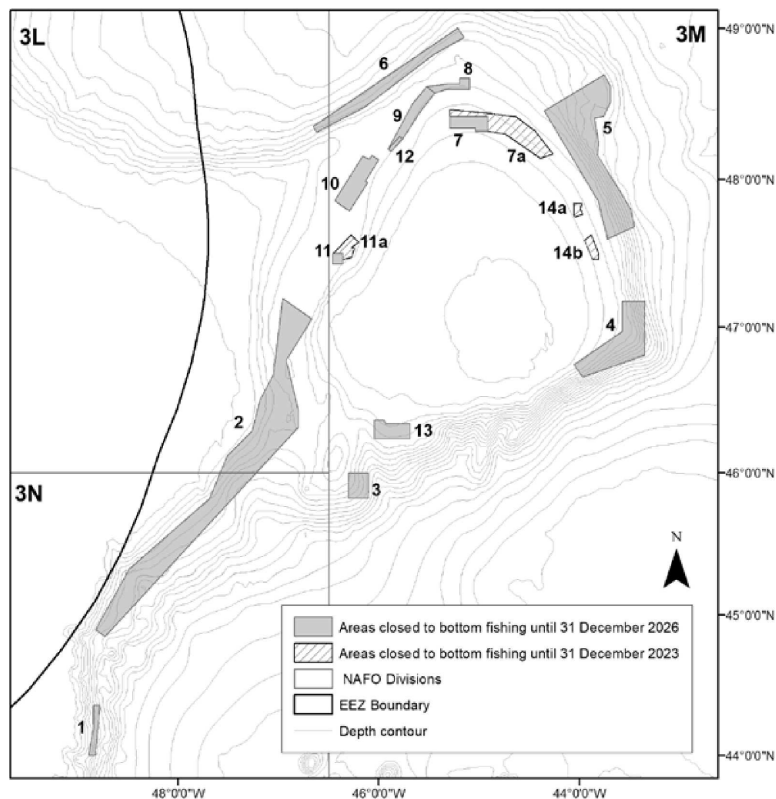 3L
3M
49°0'0"N
6
8
9
5
7
7a
12
48°0'0"N
10
14a
11
11a
14b
47°0'0"N
4
2
13
46°0'0"N
3N
3
N
45°0'0"N
Areas closed to bottom fishing until 31 December 2026
Areas closed to bottom fishing until 31 December 2023
NAFO Divisions
EEZ Boundary
Depth contour
1
44°0'0"N
48°0'0"W
46°0'0"W
44°0'0"W